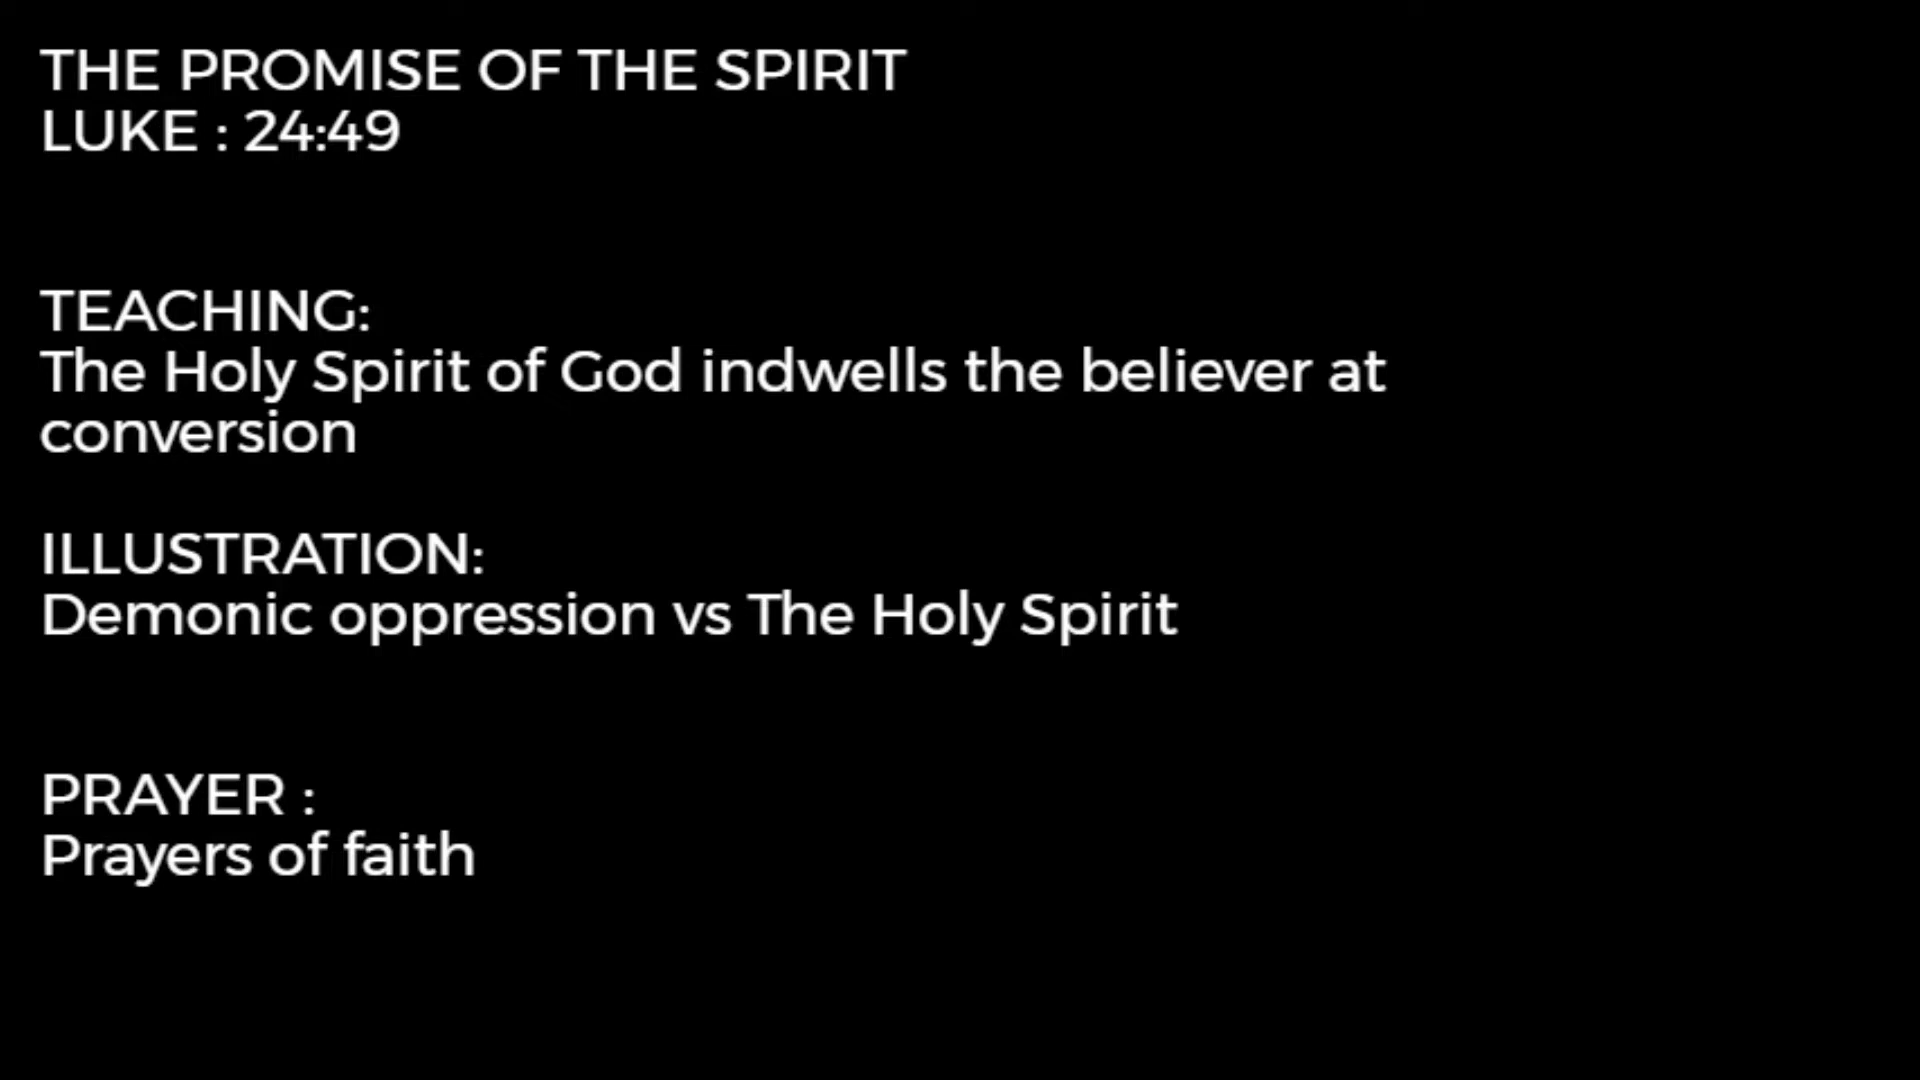 THE PROMISE OF THE SPIRIT
LUKE : 24:49
TEACHING:
The Holy Spirit of God indwells the believer at
conversion
ILLUSTRATION:
Demonic oppression vs The Holy Spirit
PRAYER :
Prayers of faith